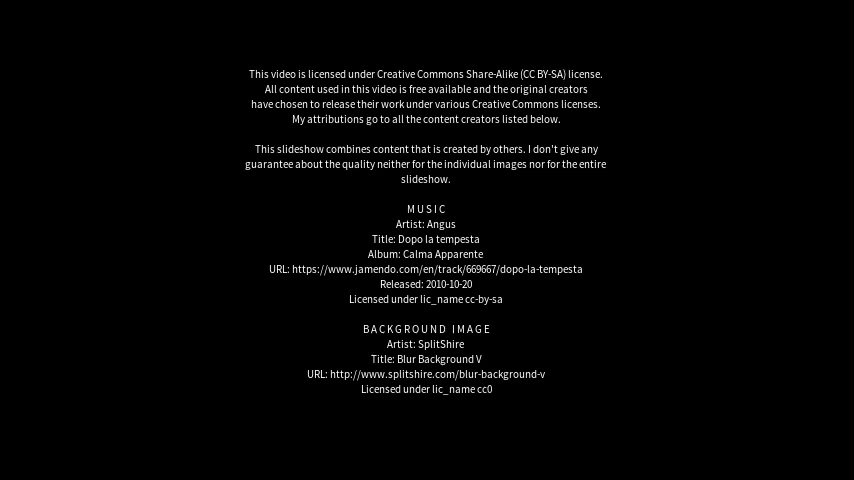 This video is licensed under Creative Commons Share-Alike (CC BY-SA) license.
All content used in this video is free available and the original creators
have chosen to release their work under various Creative Commons licenses.
My attributions go to all the content creators listed below.
This slideshow combines content that is created by others. I don't give any
guarantee about the quality neither for the individual images nor for the entire
slideshow.
MUSIC
Artist: Angus
Title: Dopo la tempesta
Album: Calma Apparente
URL: https://www.jamendo.com/en/track/669667/dopo-la-tempesta
Released: 2010-10-20
Licensed under lic_name cc-by-sa
BACKGROUND IMAGE
Artist: SplitShire
Title: Blur Background V
URL: http://www.splitshire.com/blur-background-v
Licensed under lic_name cc0